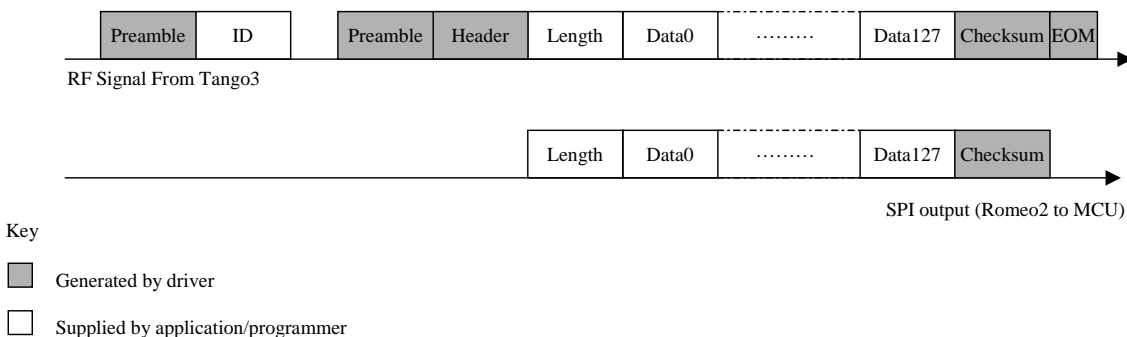 Preamble ID Preamble Header Length Data0 ......... Data127 Checksum EOM
RF Signal From Tango3
Length Data0 ......... Data127 Checksum
SPI output (Romeo2 to MCU)
Key
Generated by driver
Supplied by application/programmer